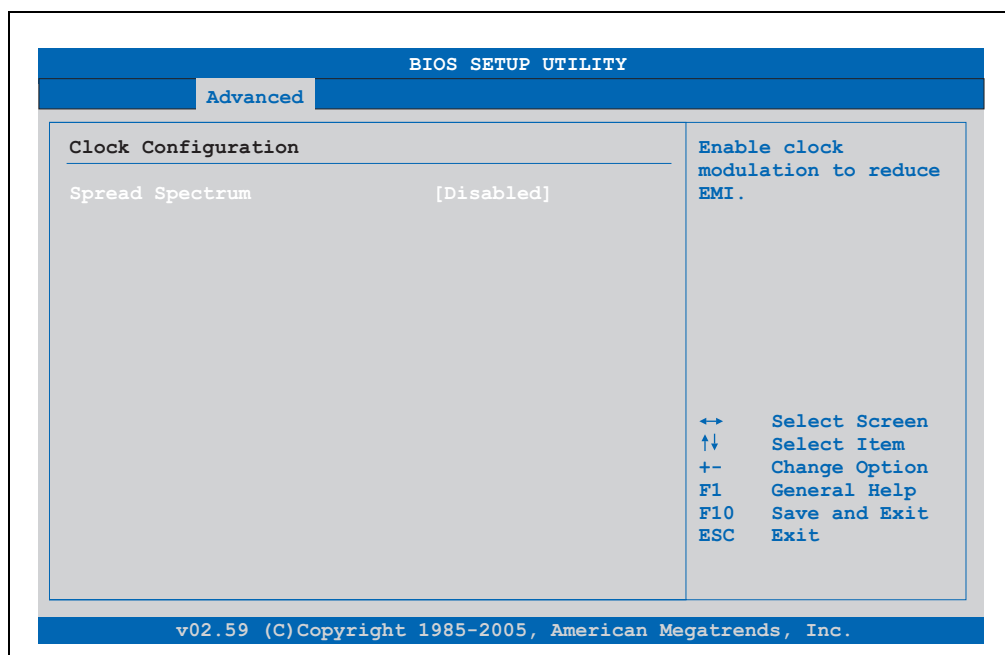 BIOS SETUP UTILITY
Advanced
Clock Configuration
Spread Spectrum [Disabled]
Enable clock
modulation to reduce
EMI.
↔ Select Screen
↑↓ Select Item
+- Change Option
F1 General Help
F10 Save and Exit
ESC Exit
v02.59 (C)Copyright 1985-2005, American Megatrends, Inc.